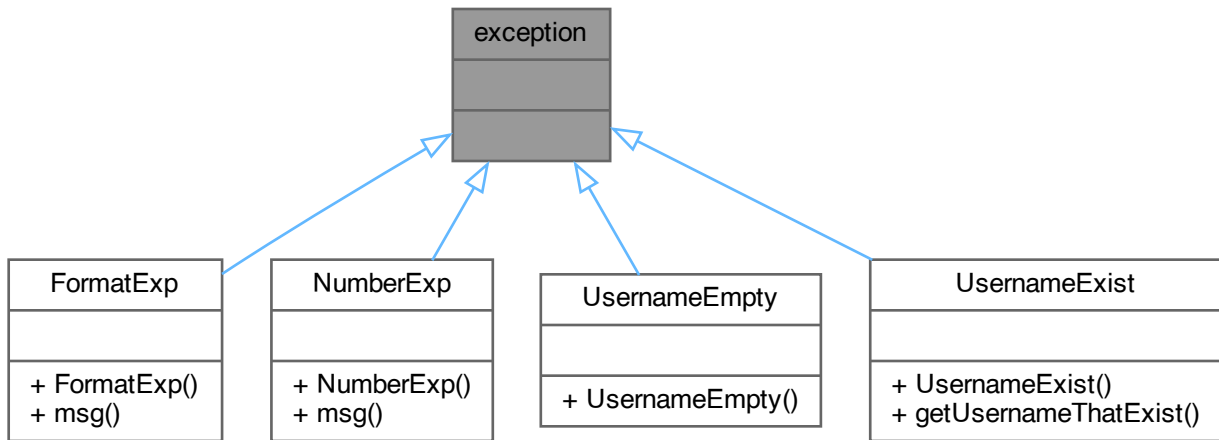 exception
FormatExp
+ FormatExp()
+ msg()
NumberExp
+ NumberExp()
+ msg()
UsernameEmpty
+ UsernameEmpty()
UsernameExist
+ UsernameExist()
+ getUsernameThatExist()